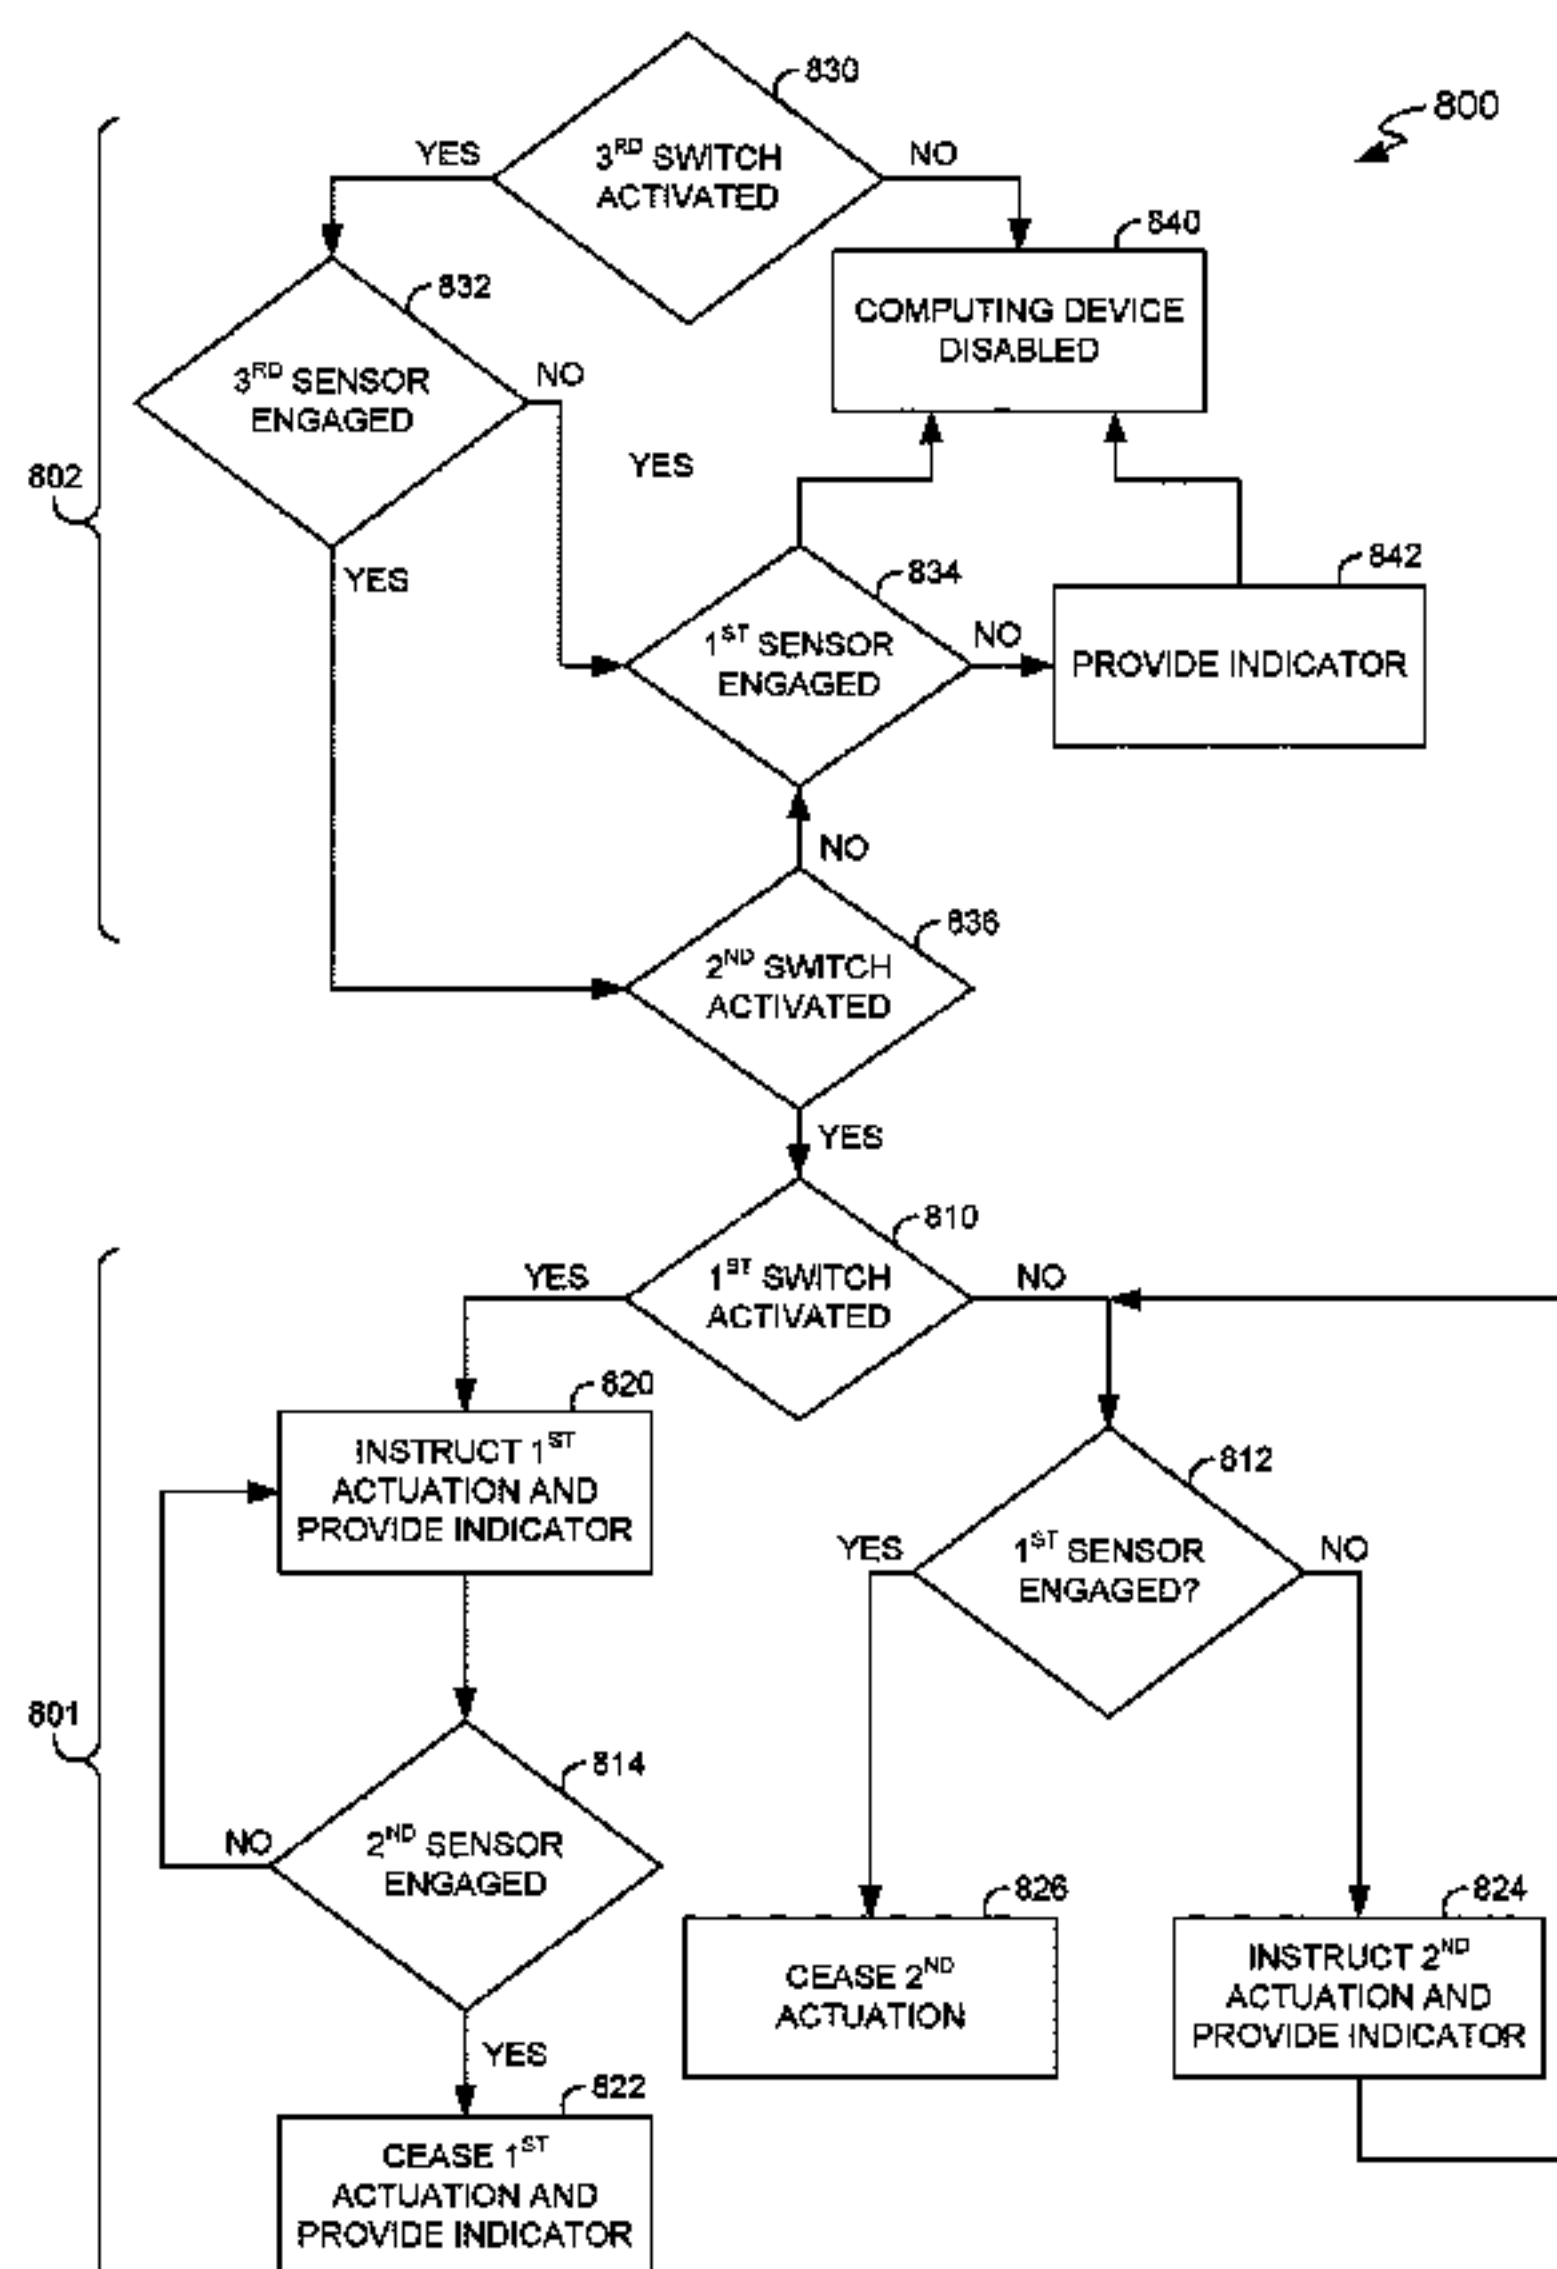 830
800
YES
3RD SWITCH
ACTIVATED
NO
840
832
COMPUTING DEVICE
DISABLED
3RD SENSOR
ENGAGED
NO
802
YES
YES
834
842
1ST SENSOR
ENGAGED
NO
PROVIDE INDICATOR
NO
836
2ND SWITCH
ACTIVATED
YES
810
YES
1ST SWITCH
ACTIVATED
NO
820
INSTRUCT 1ST
ACTUATION AND
PROVIDE INDICATOR
812
YES
1ST SENSOR
ENGAGED?
NO
801
814
NO
2ND SENSOR
ENGAGED
826
824
CEASE 2ND
ACTUATION
INSTRUCT 2ND
ACTUATION AND
PROVIDE INDICATOR
YES
822
CEASE 1ST
ACTUATION AND
PROVIDE INDICATOR